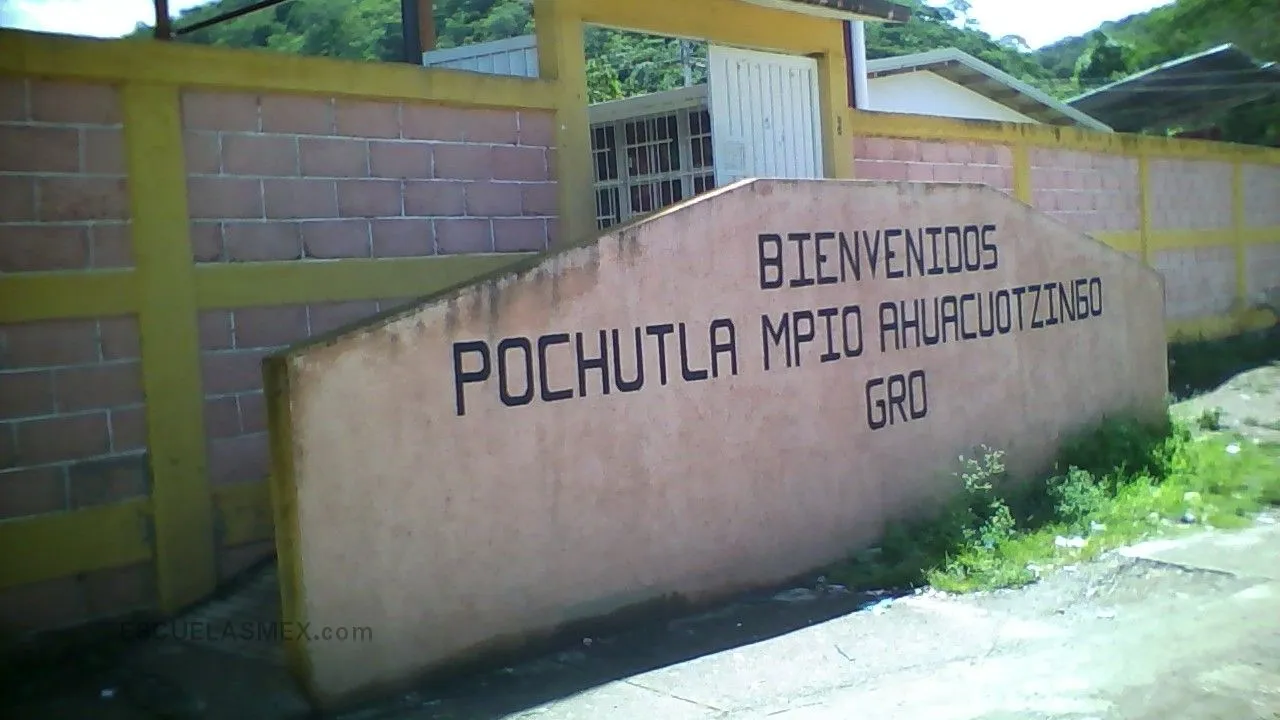 BIENVENIDOS
POCHUTLA MPIO AHUACUOTZINGO
GRO
ESCUELASMEX.com